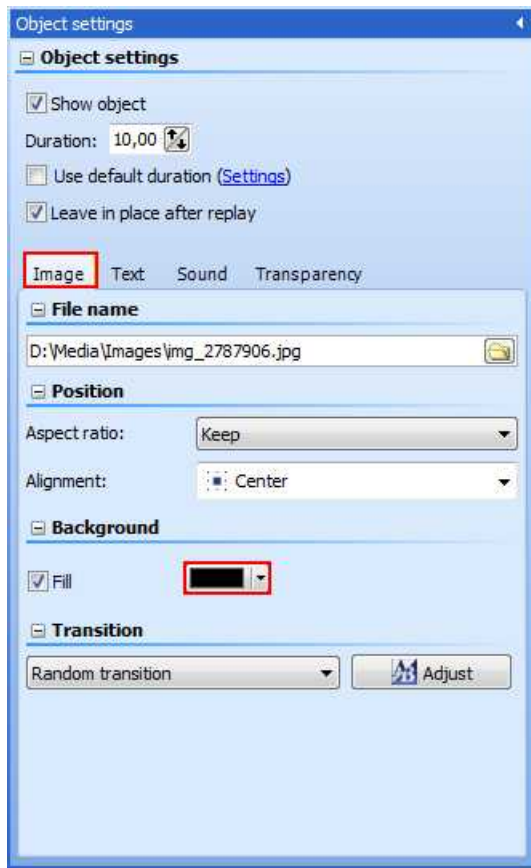 Object settings
Object settings
Show object
Duration: 10,00
Use default duration (Settings)
Leave in place after replay
Image Text Sound Transparency
File name
D:\Media\Images\img_2787906.jpg
Position
Aspect ratio: Keep
Alignment: Center
Background
Fill
Transition
Random transition Adjust